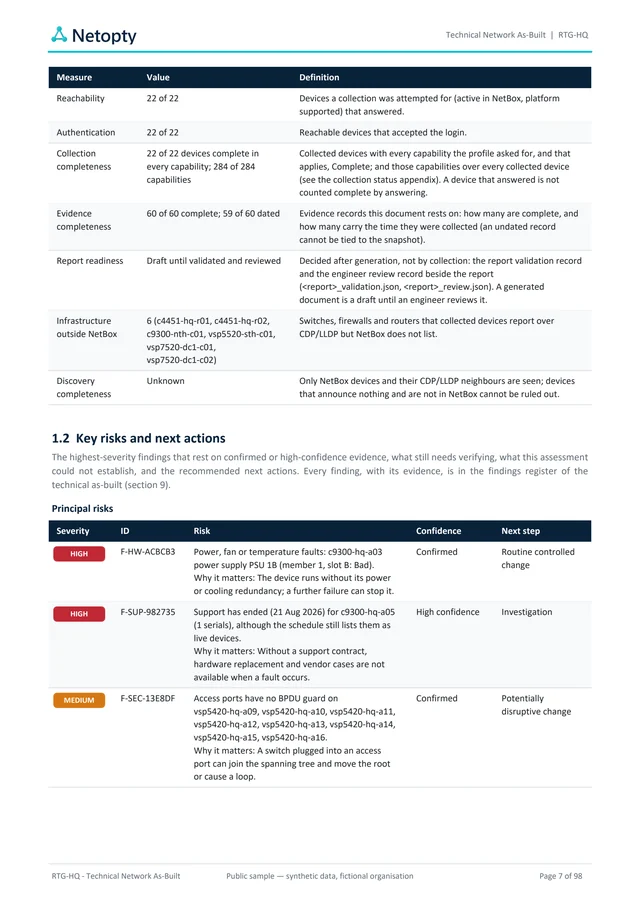 Netopty
Technical Network As-Built | RTG-HQ
Measure Value Definition
Reachability 22 of 22 Devices a collection was attempted for (active in NetBox, platform
supported) that answered.
Authentication 22 of 22 Reachable devices that accepted the login.
Collection 22 of 22 devices complete in Collected devices with every capability the profile asked for, and that
completeness every capability; 284 of 284 applies, Complete; and those capabilities over every collected device
capabilities (see the collection status appendix). A device that answered is not
counted complete by answering.
Evidence 60 of 60 complete; 59 of 60 dated Evidence records this document rests on: how many are complete, and
completeness how many carry the time they were collected (an undated record
cannot be tied to the snapshot).
Report readiness Draft until validated and reviewed Decided after generation, not by collection: the report validation record
and the engineer review record beside the report
(<report>_validation.json, <report>_review.json). A generated
document is a draft until an engineer reviews it.
Infrastructure 6 (c4451-hq-r01, c4451-hq-r02, Switches, firewalls and routers that collected devices report over
outside NetBox c9300-nth-c01, vsp5520-sth-c01, CDP/LLDP but NetBox does not list.
vsp7520-dc1-c01,
vsp7520-dc1-c02)
Discovery Unknown Only NetBox devices and their CDP/LLDP neighbours are seen; devices
completeness that announce nothing and are not in NetBox cannot be ruled out.
1.2 Key risks and next actions
The highest-severity findings that rest on confirmed or high-confidence evidence, what still needs verifying, what this assessment
could not establish, and the recommended next actions. Every finding, with its evidence, is in the findings register of the
technical as-built (section 9).
Principal risks
Severity ID Risk Confidence Next step
HIGH F-HW-ACBCB3 Power, fan or temperature faults: c9300-hq-a03 Confirmed Routine controlled
power supply PSU 1B (member 1, slot B: Bad). change
Why it matters: The device runs without its power
or cooling redundancy; a further failure can stop it.
HIGH F-SUP-982735 Support has ended (21 Aug 2026) for c9300-hq-a05 High confidence Investigation
(1 serials), although the schedule still lists them as
live devices.
Why it matters: Without a support contract,
hardware replacement and vendor cases are not
available when a fault occurs.
MEDIUM F-SEC-13E8DF Access ports have no BPDU guard on Confirmed Potentially
vsp5420-hq-a09, vsp5420-hq-a10, vsp5420-hq-a11, disruptive change
vsp5420-hq-a12, vsp5420-hq-a13, vsp5420-hq-a14,
vsp5420-hq-a15, vsp5420-hq-a16.
Why it matters: A switch plugged into an access
port can join the spanning tree and move the root
or cause a loop.
RTG-HQ - Technical Network As-Built Public sample — synthetic data, fictional organisation Page 7 of 98